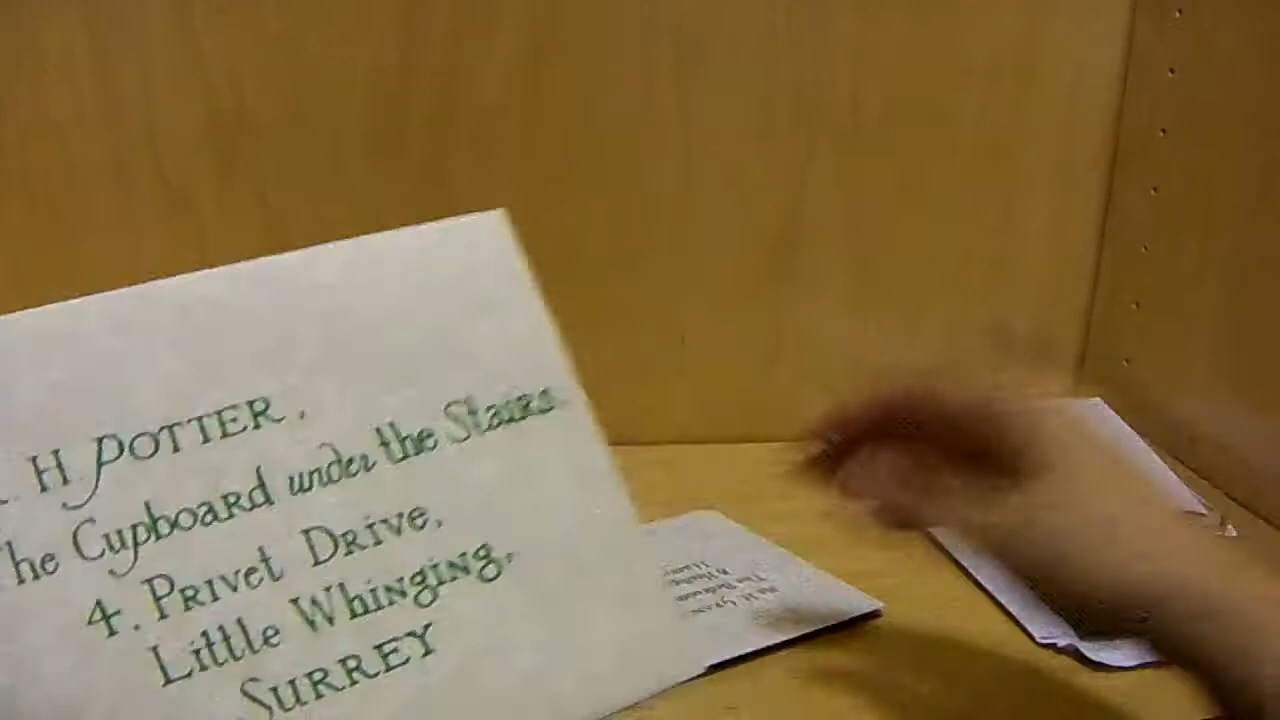 H. POTTER,
The Cupboard under the Stairs
4. Privet Drive,
Little Whinging,
SURREY